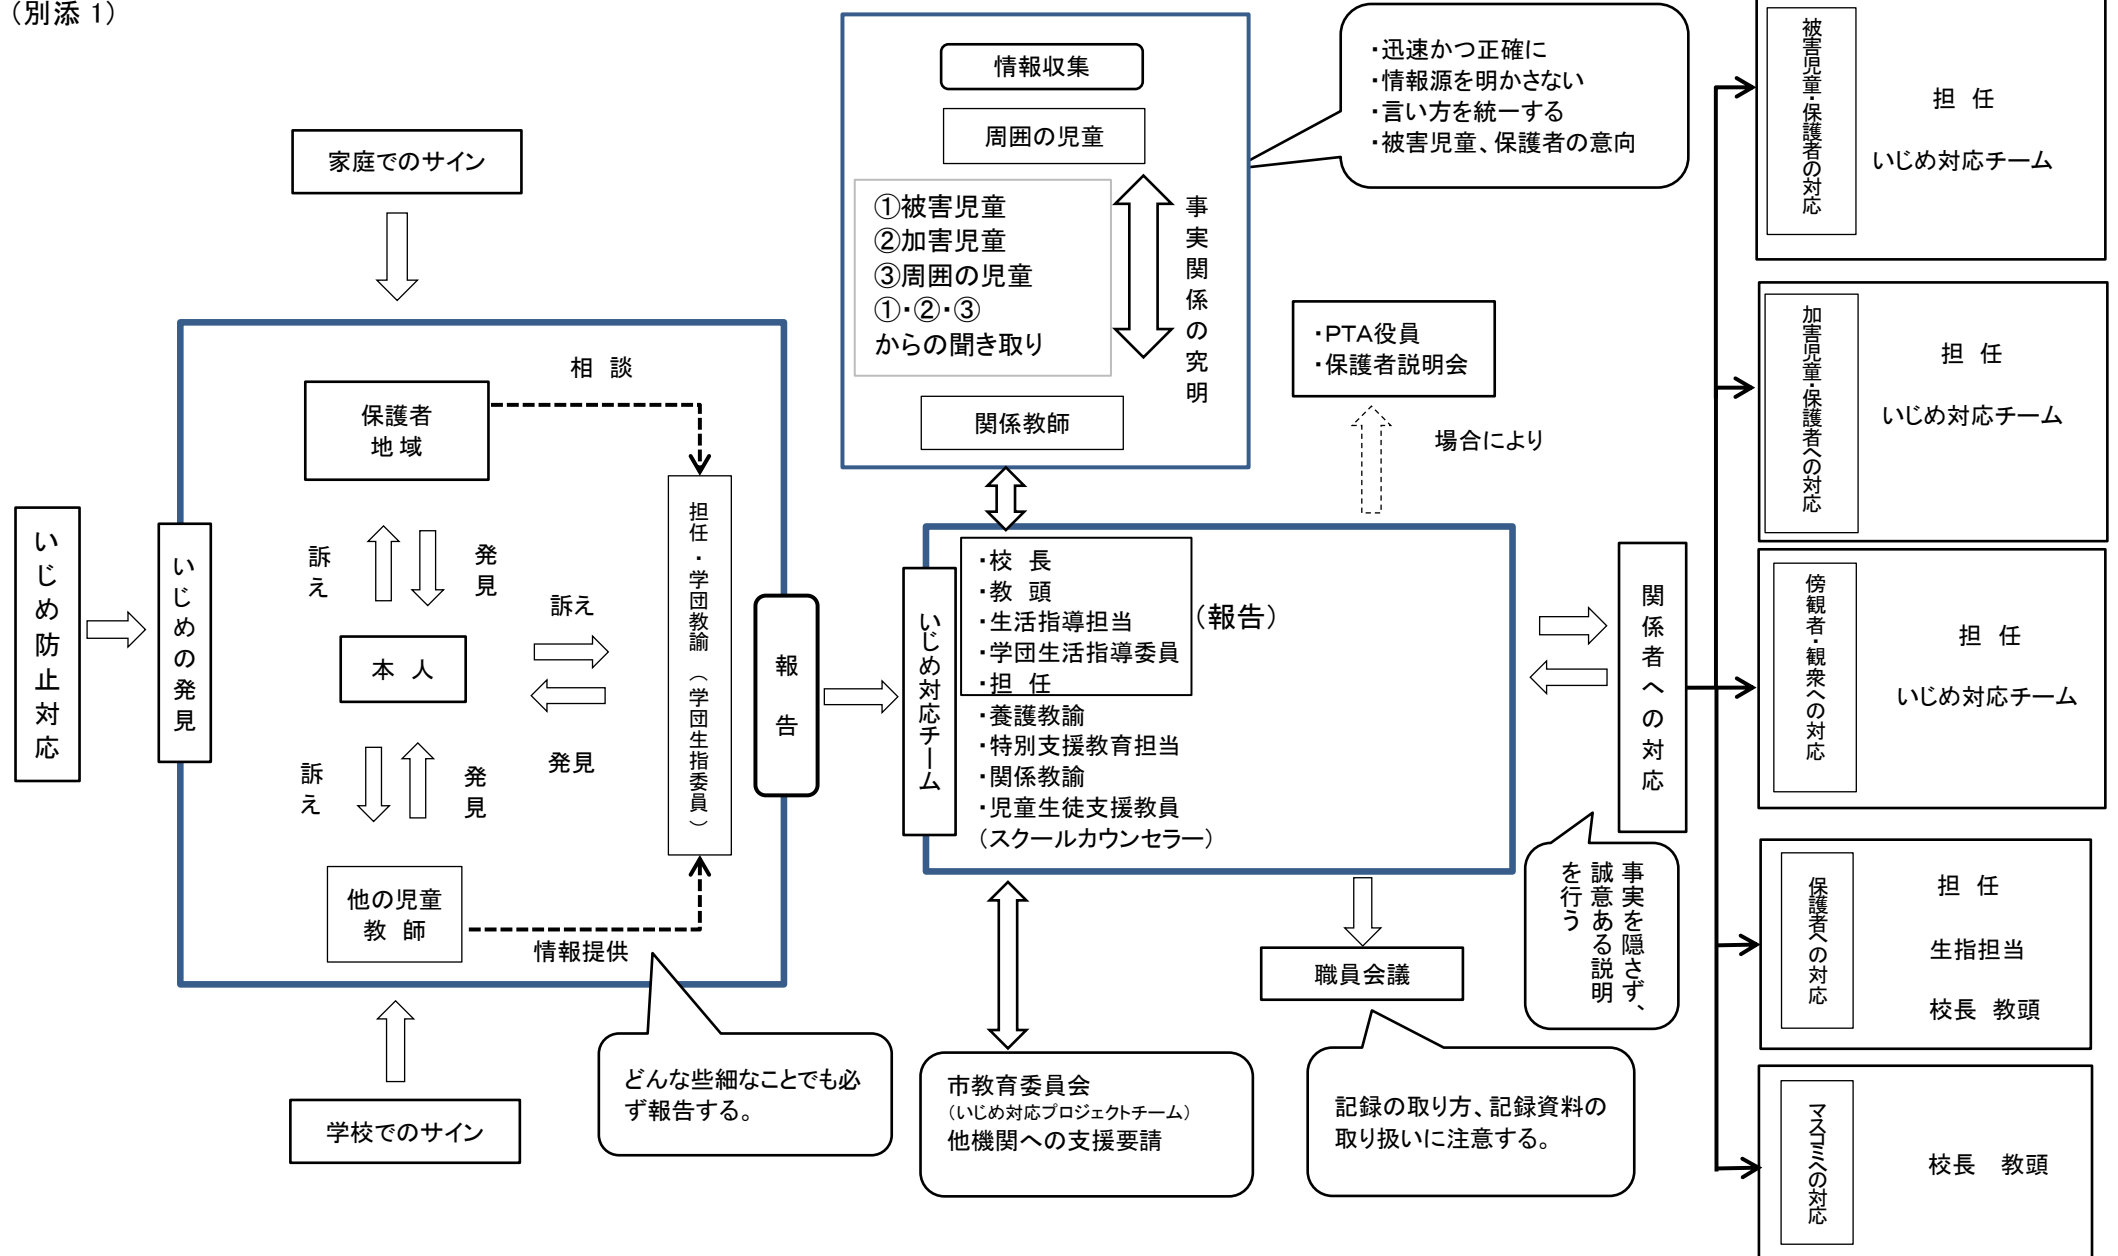 （別添 1）
いじめ防止対応
家庭でのサイン
いじめの発見
相 談
保護者
地 域
訴え
発見
本 人
訴え
発見
訴え
発見
他の児童
教 師
情報提供
担任・学団教諭（学団生指委員）
報告
学校でのサイン
どんな些細なことでも必
ず報告する。
情報収集
周囲の児童
①被害児童
②加害児童
③周囲の児童
①・②・③
からの聞き取り
事実関係の究明
関係教師
・迅速かつ正確に
・情報源を明かさない
・言い方を統一する
・被害児童、保護者の意向
・PTA役員
・保護者説明会
場合により
いじめ対応チーム
・校 長
・教 頭
・生活指導担当
・学団生活指導委員
・担 任
（報告）
・養護教諭
・特別支援教育担当
・関係教諭
・児童生徒支援教員
（スクールカウンセラー）
市教育委員会
（いじめ対応プロジェクトチーム）
他機関への支援要請
職員会議
記録の取り方、記録資料の
取り扱いに注意する。
関係者への対応
事実を隠さず、
誠意ある説明
を行う
被害児童・保護者の対応
担 任
いじめ対応チーム
加害児童・保護者への対応
担 任
いじめ対応チーム
傍観者・観衆への対応
担 任
いじめ対応チーム
保護者への対応
担 任
生指担当
校長 教頭
マスコミへの対応
校長 教頭